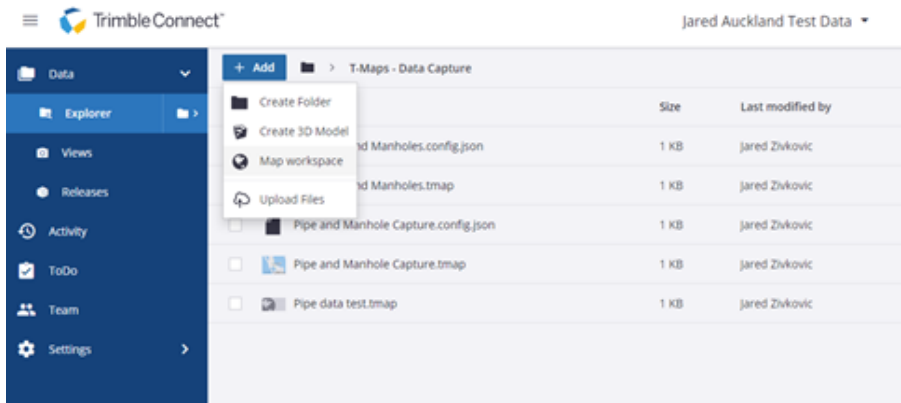 Trimble Connect™
Jared Auckland Test Data
Data
+ Add
T-Maps - Data Capture
Create Folder
Explorer
Size
Last modified by
Create 3D Model
nd Manholes.config.json
1 KB
Jared Zivkovic
Views
Map workspace
nd Manholes.tmap
1 KB
Jared Zivkovic
Releases
Upload Files
Activity
Pipe and Manhole Capture.config.json
1 KB
Jared Zivkovic
ToDo
Pipe and Manhole Capture.tmap
1 KB
Jared Zivkovic
Team
Pipe data test.tmap
1 KB
Jared Zivkovic
Settings